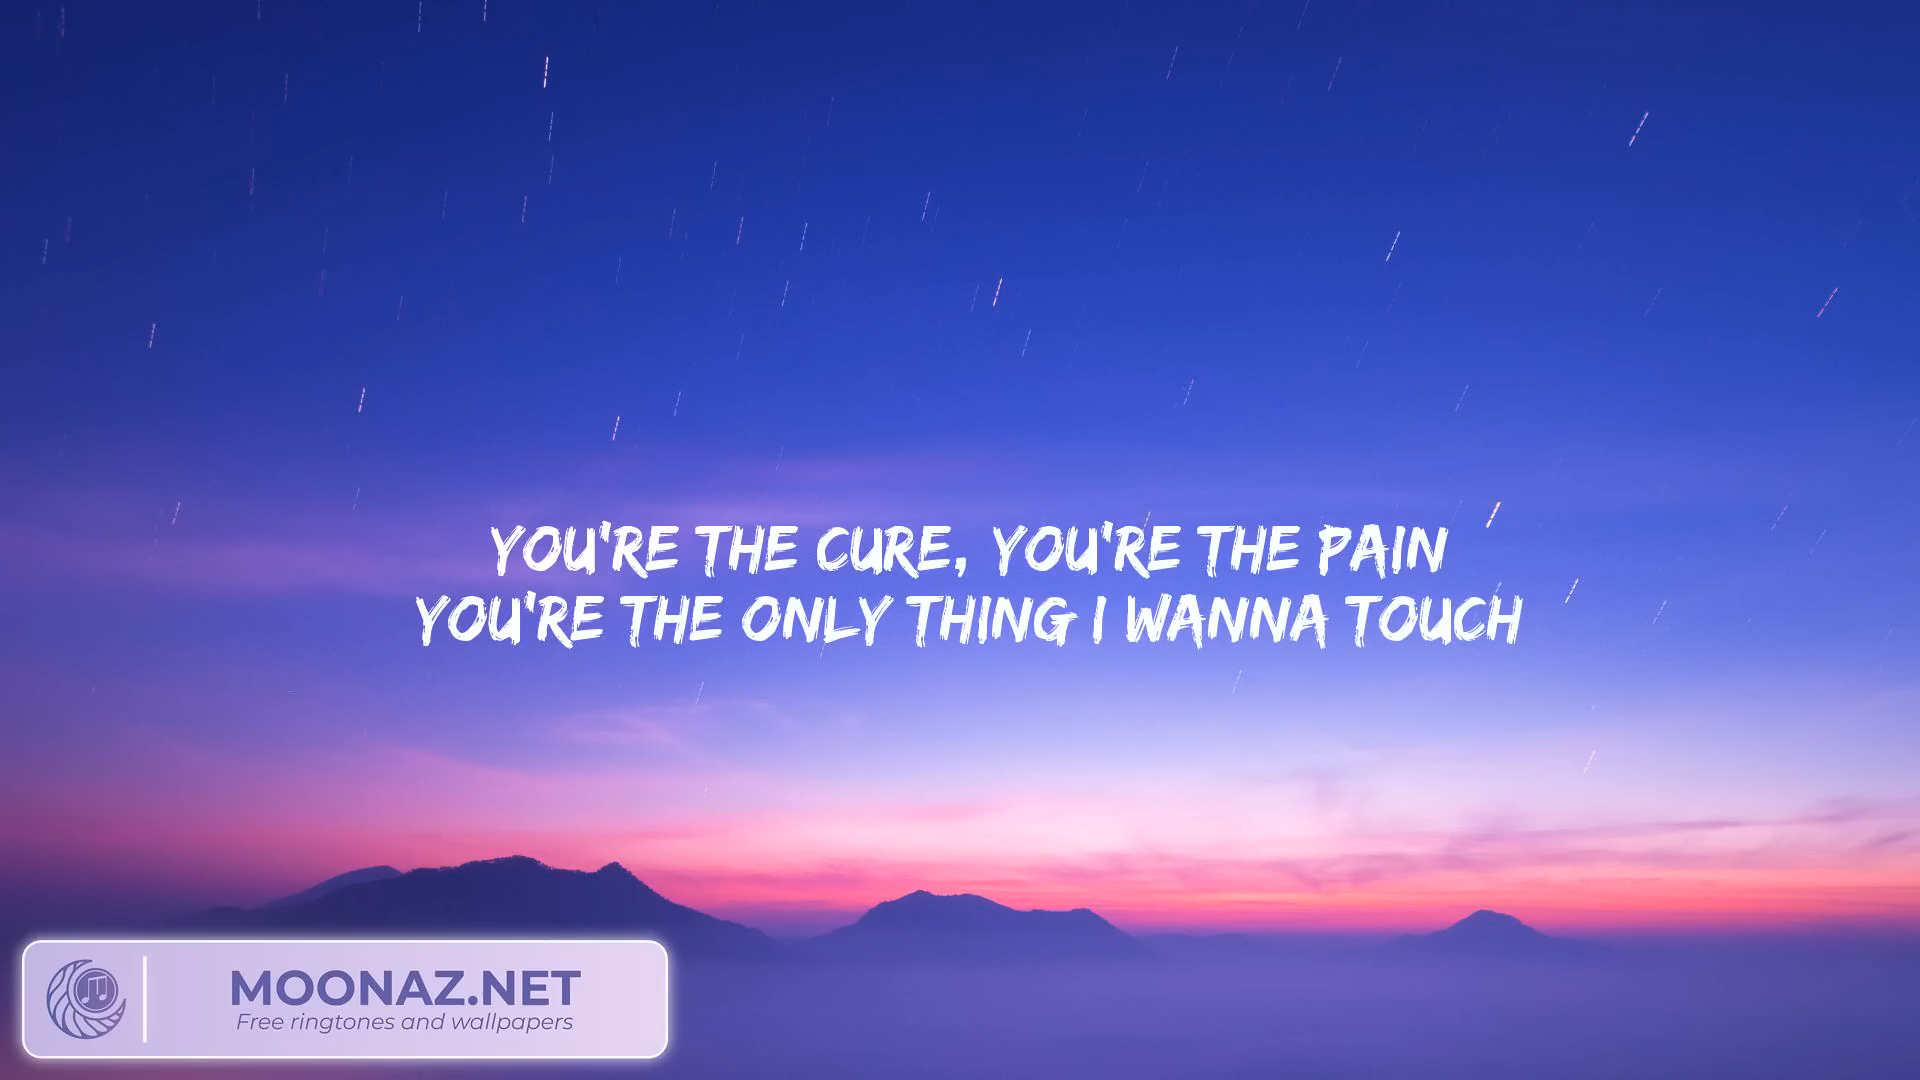 YOU'RE THE CURE, YOU'RE THE PAIN
YOU'RE THE ONLY THING I WANNA TOUCH
MOONAZ.NET
Free ringtones and wallpapers